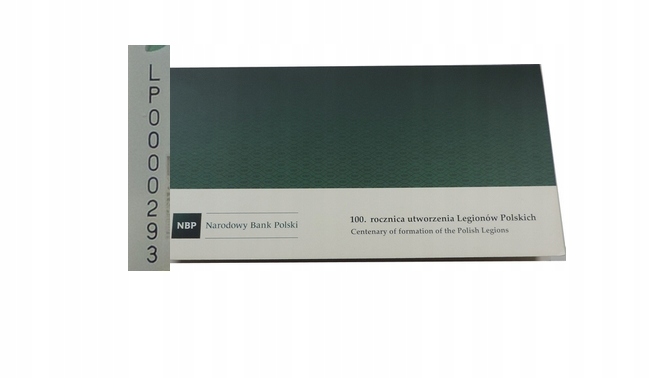 LP0000293
NBP
Narodowy Bank Polski
100. rocznica utworzenia Legionów Polskich
Centenary of formation of the Polish Legions